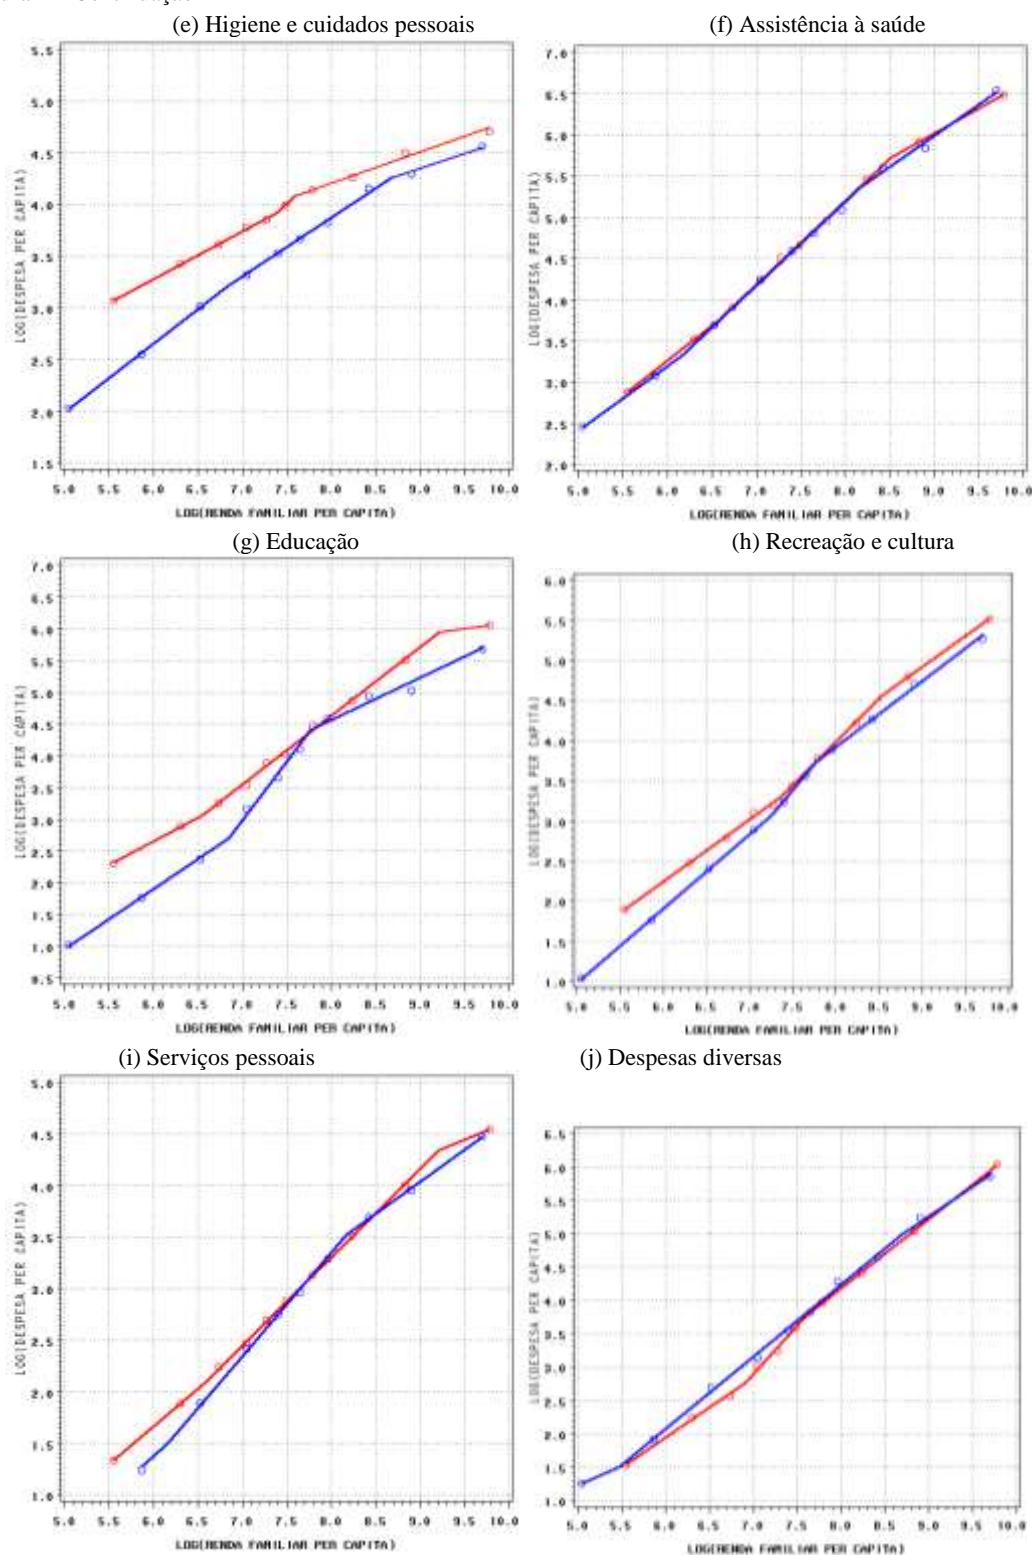 (e) Higiene e cuidados pessoais
(f) Assistência à saúde
5.5
5.0
4.5
4.0
3.5
3.0
2.5
2.0
1.5
LOG(DESPESA PER CAPITA)
5.0 5.5 6.0 6.5 7.0 7.5 8.0 8.5 9.0 9.5 10.0
LOG(RENDA FAMILIAR PER CAPITA)
7.0
6.5
6.0
5.5
5.0
4.5
4.0
3.5
3.0
2.5
2.0
LOG(DESPESA PER CAPITA)
5.0 5.5 6.0 6.5 7.0 7.5 8.0 8.5 9.0 9.5 10.0
LOG(RENDA FAMILIAR PER CAPITA)
(g) Educação
(h) Recreação e cultura
7.0
6.5
6.0
5.5
5.0
4.5
4.0
3.5
3.0
2.5
2.0
1.5
1.0
0.5
LOG(DESPESA PER CAPITA)
5.0 5.5 6.0 6.5 7.0 7.5 8.0 8.5 9.0 9.5 10.0
LOG(RENDA FAMILIAR PER CAPITA)
6.0
5.5
5.0
4.5
4.0
3.5
3.0
2.5
2.0
1.5
1.0
LOG(DESPESA PER CAPITA)
5.0 5.5 6.0 6.5 7.0 7.5 8.0 8.5 9.0 9.5 10.0
LOG(RENDA FAMILIAR PER CAPITA)
(i) Serviços pessoais
(j) Despesas diversas
5.0
4.5
4.0
3.5
3.0
2.5
2.0
1.5
1.0
LOG(DESPESA PER CAPITA)
5.0 5.5 6.0 6.5 7.0 7.5 8.0 8.5 9.0 9.5 10.0
LOG(RENDA FAMILIAR PER CAPITA)
6.5
6.0
5.5
5.0
4.5
4.0
3.5
3.0
2.5
2.0
1.5
1.0
LOG(DESPESA PER CAPITA)
5.0 5.5 6.0 6.5 7.0 7.5 8.0 8.5 9.0 9.5 10.0
LOG(RENDA FAMILIAR PER CAPITA)